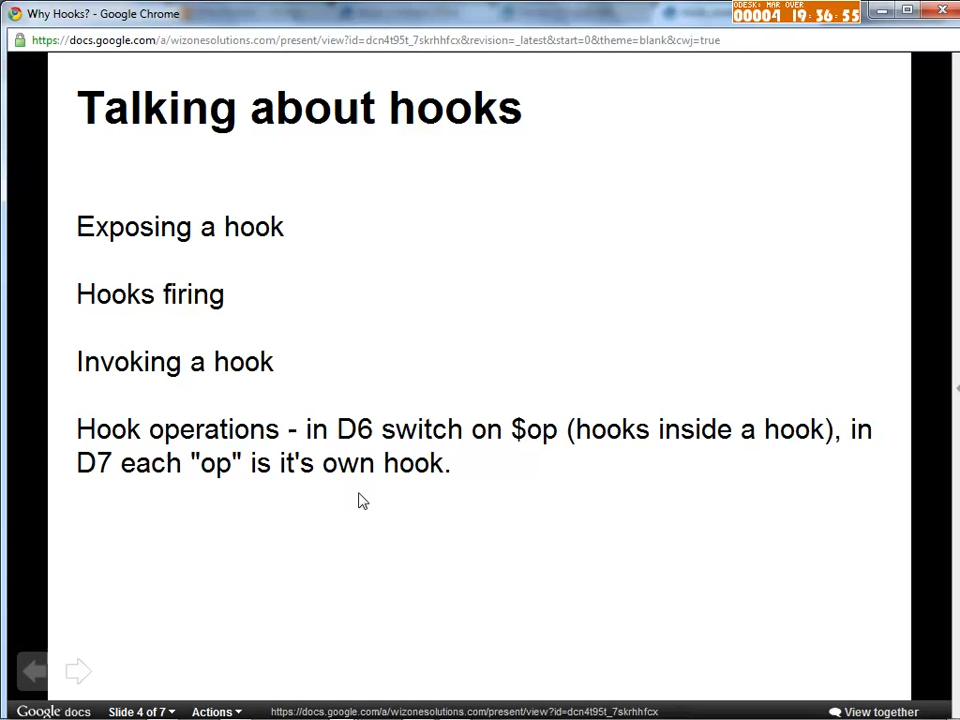 Why Hooks? - Google Chrome
ODESK: MAR OVER
00004 19:36:55
https://docs.google.com/a/wizonesolutions.com/present/view?id=dcn4t95t_7skrhhfcx&revision=_latest&start=0&theme=blank&cwj=true
Talking about hooks
Exposing a hook
Hooks firing
Invoking a hook
Hook operations - in D6 switch on $op (hooks inside a hook), in
D7 each "op" is it's own hook.
Google docs Slide 4 of 7 Actions https://docs.google.com/a/wizonesolutions.com/present/view?id=dcn4t95t_7skrhhfcx View together